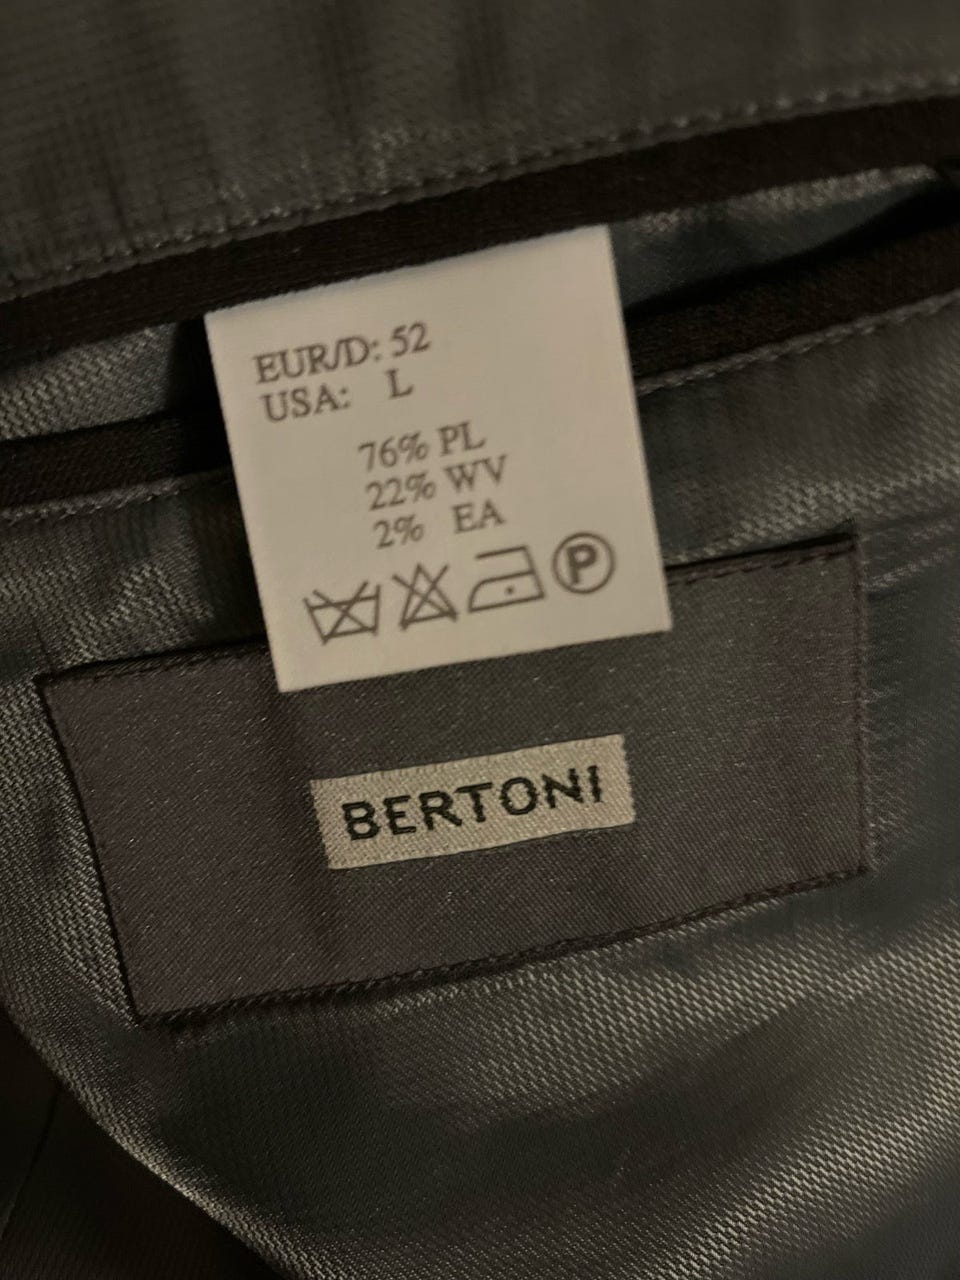 EUR/D: 52
USA: L
76% PL
22% WV
2% EA
P
BERTONI